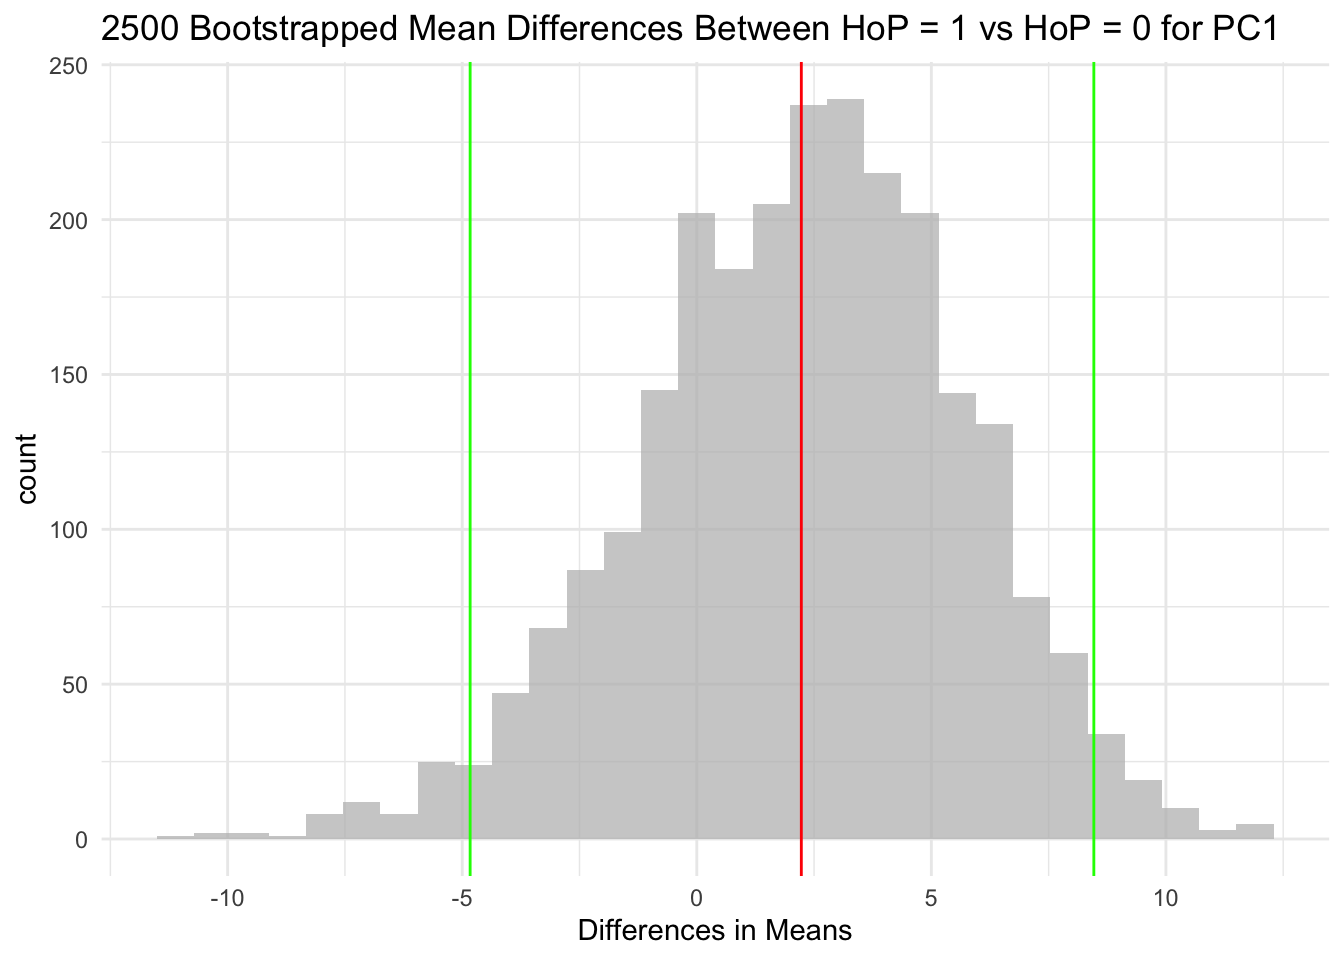 2500 Bootstrapped Mean Differences Between HoP = 1 vs HoP = 0 for PC1
250
200
150
100
50
0
count
-10 -5 0 5 10
Differences in Means